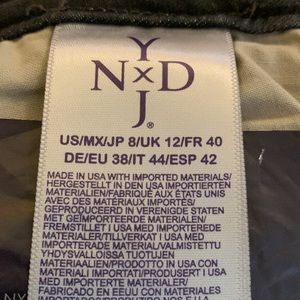 Y
N×D
J®
US/MX/JP 8/UK 12/FR 40
DE/EU 38/IT 44/ESP 42
MADE IN USA WITH IMPORTED MATERIALS/
HERGESTELLT IN DEN USA IMPORTIERTEN
MATERIALIEN/FABRIQUÉ AUX ÉTATS UNIS
AVEC DES MATÉRIAUX IMPORTÉS/
GEPRODUCEERD IN VERENIGDE STATEN
MET GEÏMPORTEERDE MATERIALEN/
FREMSTILLET I USA MED IMPOREREDE
MATERIALER/TILLVERKAT I USA MED
IMPORTERADE MATERIAL/VALMISTETTU
YHDYSVALLOISSA TUOTUJEN
MATERIAALIEN/PRODOTTO IN USA CON
MATERIALI IMPORTATI/PRODUSERT I USA
MED IMPORTERTE MATERIALER/
FABRICADO EN EEUU CON MATERIALES
NY